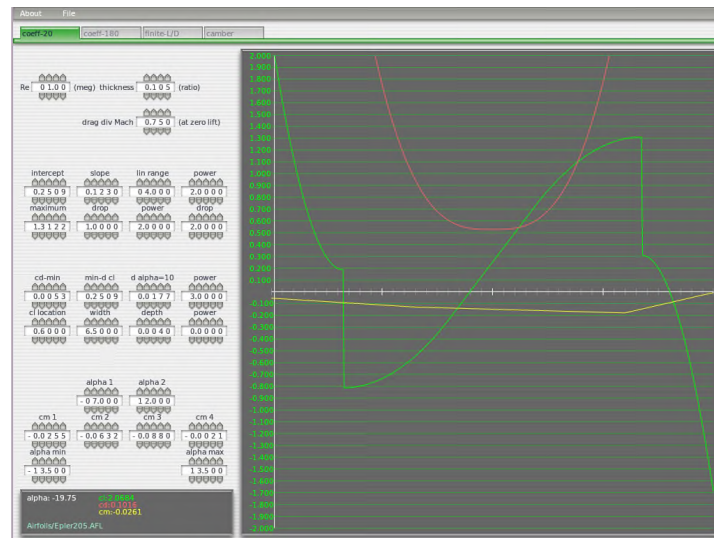 About File
coeff-20 coeff-180 finite-L/D camber
Re 0 1.0 0 (meg) thickness 0.1 0 5 (ratio)
drag div Mach 0.7 5 0 (at zero lift)
intercept slope lin range power
0.2 5 0 9 0.1 2 3 0 0 4.0 0 0 2.0 0 0 0
maximum drop power drop
1.3 1 2 2 1.0 0 0 0 2.0 0 0 0 2.0 0 0 0
cd-min min-d cl d alpha=10 power
0.0 0 5 3 0.2 5 0 9 0.0 1 7 7 3.0 0 0 0
cl location width depth power
0.6 0 0 0 6.5 0 0 0 0.0 0 4 0 0.0 0 0 0
alpha 1 alpha 2
- 0 7.0 0 0 1 2.0 0 0
cm 1 cm 2 cm 3 cm 4
- 0.0 2 5 5 - 0.0 6 3 2 - 0.0 8 8 0 - 0.0 0 2 1
alpha min alpha max
- 1 3.5 0 0 1 3.5 0 0
alpha: -19.75 cl:2.0664
cd:0.1016
cm:-0.0261
Airfoils/Epler205.AFL
2.000
1.900
1.800
1.700
1.600
1.500
1.400
1.300
1.200
1.100
1.000
0.900
0.800
0.700
0.600
0.500
0.400
0.300
0.200
0.100
-0.100
-0.200
-0.300
-0.400
-0.500
-0.600
-0.700
-0.800
-0.900
-1.000
-1.100
-1.200
-1.300
-1.400
-1.500
-1.600
-1.700
-1.800
-1.900
-2.000